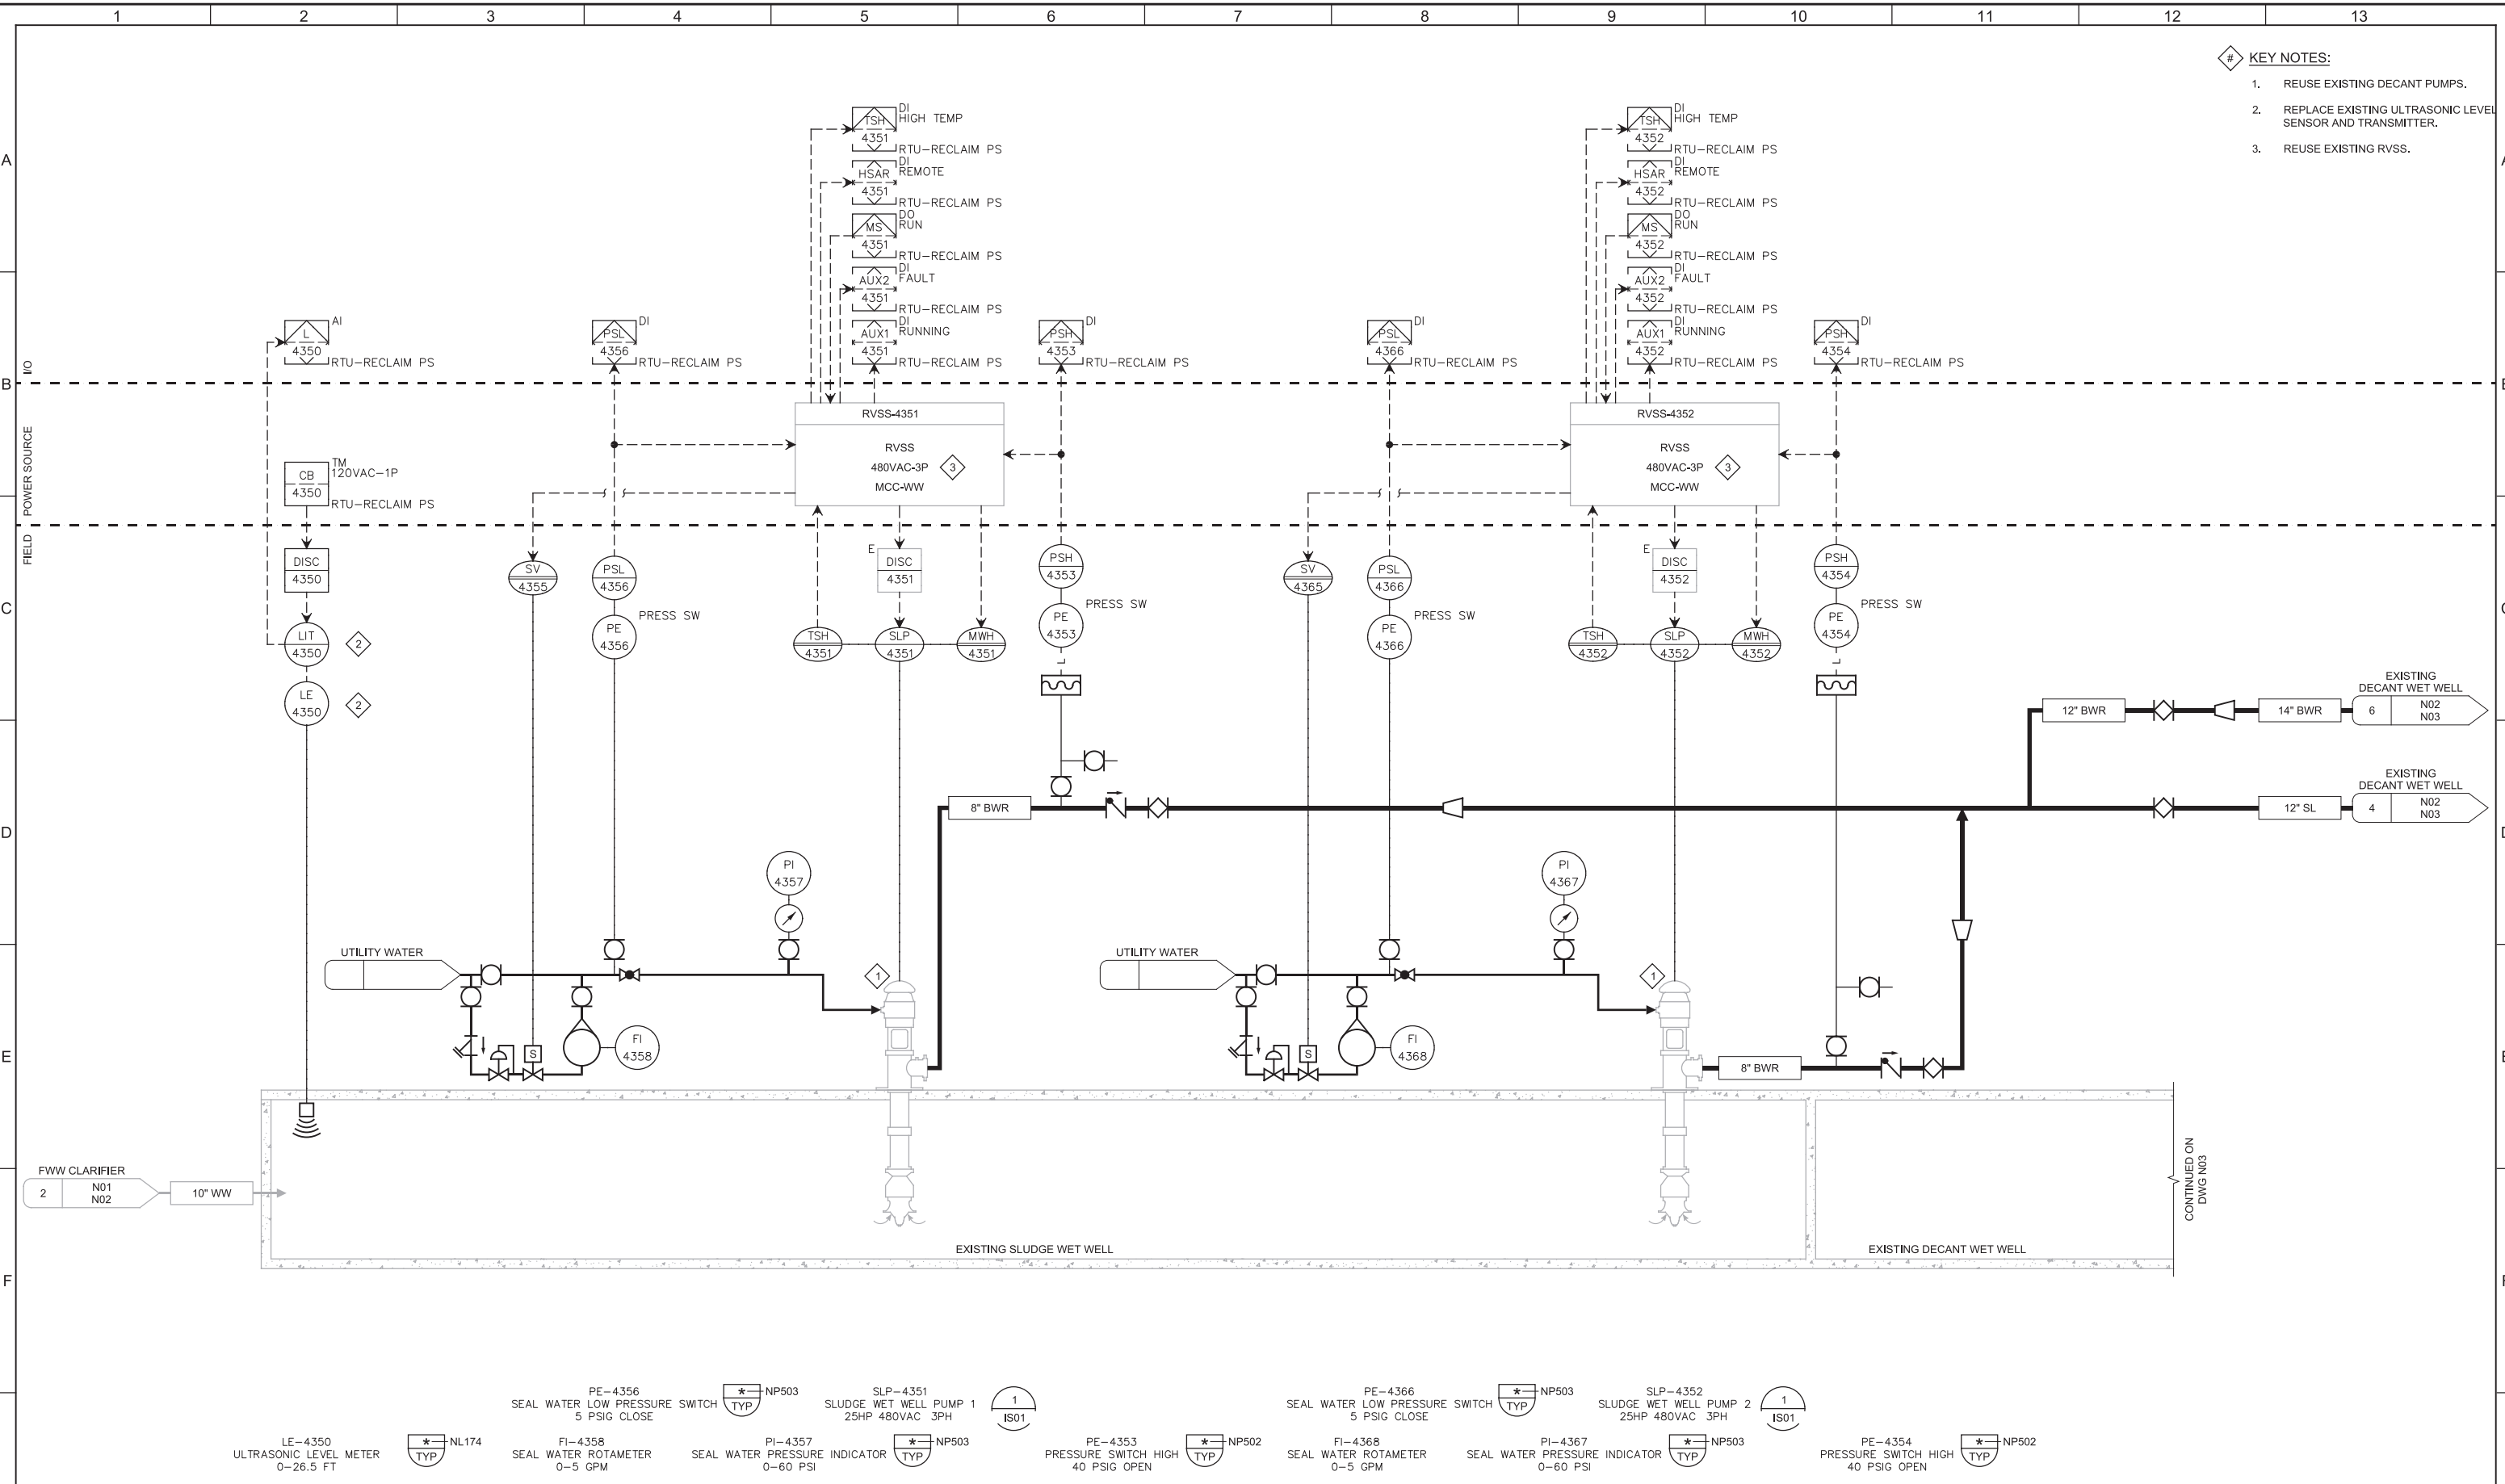 1 2 3 4 5 6 7 8 9 10 11 12 13
A
B
C
D
E
F
# KEY NOTES:
1. REUSE EXISTING DECANT PUMPS.
2. REPLACE EXISTING ULTRASONIC LEVEL
SENSOR AND TRANSMITTER.
3. REUSE EXISTING RVSS.
I/O
POWER SOURCE
FIELD
L
4350
AI
RTU-RECLAIM PS
CB
4350
TM
120VAC-1P
RTU-RECLAIM PS
DISC
4350
LIT
4350
2
LE
4350
2
PSL
4356
DI
RTU-RECLAIM PS
TSH
4351
DI
HIGH TEMP
RTU-RECLAIM PS
HSAR
4351
DI
REMOTE
RTU-RECLAIM PS
MS
4351
DO
RUN
RTU-RECLAIM PS
AUX2
4351
DI
FAULT
RTU-RECLAIM PS
AUX1
4351
DI
RUNNING
RTU-RECLAIM PS
PSH
4353
DI
RTU-RECLAIM PS
RVSS-4351
RVSS
480VAC-3P
MCC-WW
3
SV
4355
PSL
4356
PE
4356
PRESS SW
E
DISC
4351
TSH
4351
SLP
4351
MWH
4351
PSH
4353
PE
4353
PRESS SW
PSL
4366
DI
RTU-RECLAIM PS
TSH
4352
DI
HIGH TEMP
RTU-RECLAIM PS
HSAR
4352
DI
REMOTE
RTU-RECLAIM PS
MS
4352
DO
RUN
RTU-RECLAIM PS
AUX2
4352
DI
FAULT
RTU-RECLAIM PS
AUX1
4352
DI
RUNNING
RTU-RECLAIM PS
PSH
4354
DI
RTU-RECLAIM PS
RVSS-4352
RVSS
480VAC-3P
MCC-WW
3
SV
4365
PSL
4366
PE
4366
PRESS SW
E
DISC
4352
TSH
4352
SLP
4352
MWH
4352
PSH
4354
PE
4354
PRESS SW
12" BWR
14" BWR
EXISTING
DECANT WET WELL
6
N02
N03
8" BWR
12" SL
EXISTING
DECANT WET WELL
4
N02
N03
PI
4357
UTILITY WATER
1
S
FI
4358
PI
4367
UTILITY WATER
1
S
FI
4368
8" BWR
FWW CLARIFIER
2
N01
N02
10" WW
EXISTING SLUDGE WET WELL
EXISTING DECANT WET WELL
CONTINUED ON
DWG N03
PE-4356
SEAL WATER LOW PRESSURE SWITCH
5 PSIG CLOSE
* NP503
TYP
SLP-4351
SLUDGE WET WELL PUMP 1
25HP 480VAC 3PH
1
IS01
PE-4366
SEAL WATER LOW PRESSURE SWITCH
5 PSIG CLOSE
* NP503
TYP
SLP-4352
SLUDGE WET WELL PUMP 2
25HP 480VAC 3PH
1
IS01
LE-4350
ULTRASONIC LEVEL METER
0-26.5 FT
* NL174
TYP
FI-4358
SEAL WATER ROTAMETER
0-5 GPM
PI-4357
SEAL WATER PRESSURE INDICATOR
0-60 PSI
* NP503
TYP
PE-4353
PRESSURE SWITCH HIGH
40 PSIG OPEN
* NP502
TYP
FI-4368
SEAL WATER ROTAMETER
0-5 GPM
PI-4367
SEAL WATER PRESSURE INDICATOR
0-60 PSI
* NP503
TYP
PE-4354
PRESSURE SWITCH HIGH
40 PSIG OPEN
* NP502
TYP